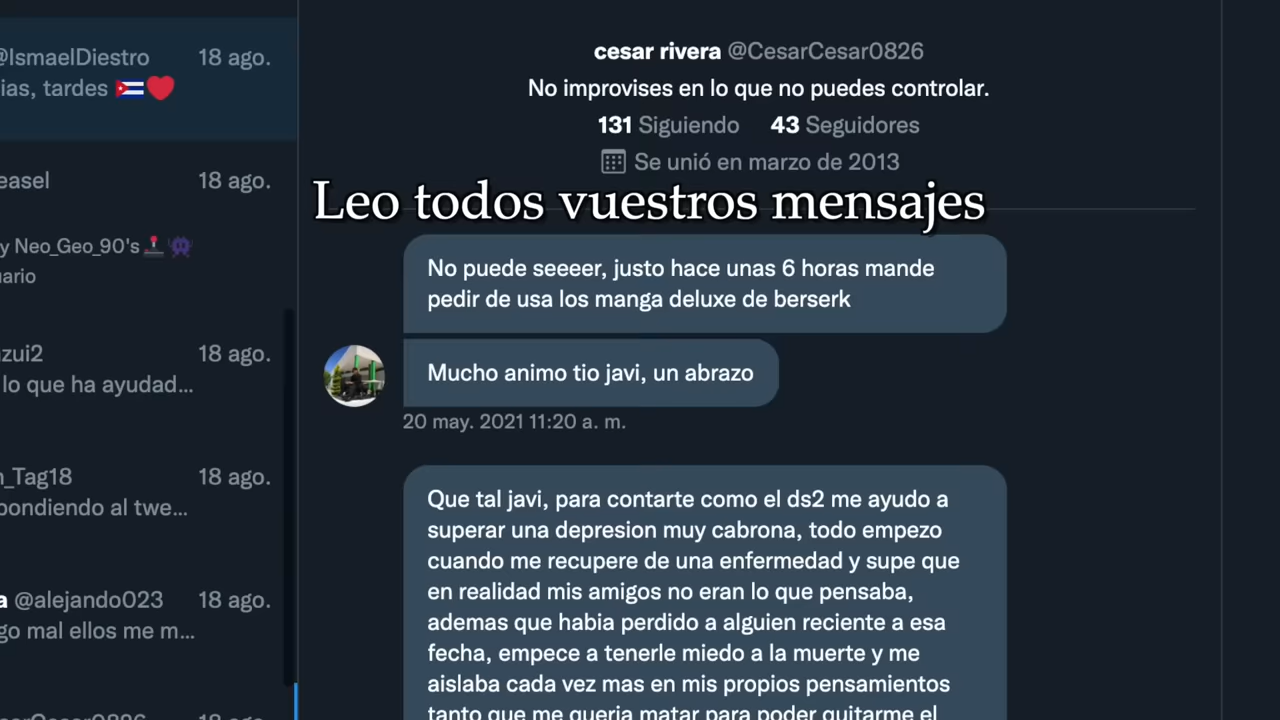 @IsmaelDiestro 18 ago.
ias, tardes 🇨🇺❤️
easel 18 ago.
y Neo_Geo_90's🕹️👾
ario
zui2 18 ago.
lo que ha ayudad...
_Tag18 18 ago.
pondiendo al twe...
a @alejando023 18 ago.
go mal ellos me m...
18 ago.
cesar rivera @CesarCesar0826
No improvises en lo que no puedes controlar.
131 Siguiendo 43 Seguidores
Se unió en marzo de 2013
Leo todos vuestros mensajes
No puede seeeer, justo hace unas 6 horas mande
pedir de usa los manga deluxe de berserk
Mucho animo tio javi, un abrazo
20 may. 2021 11:20 a. m.
Que tal javi, para contarte como el ds2 me ayudo a
superar una depresion muy cabrona, todo empezo
cuando me recupere de una enfermedad y supe que
en realidad mis amigos no eran lo que pensaba,
ademas que habia perdido a alguien reciente a esa
fecha, empece a tenerle miedo a la muerte y me
aislaba cada vez mas en mis propios pensamientos
tanto que me queria matar para poder quitarme el